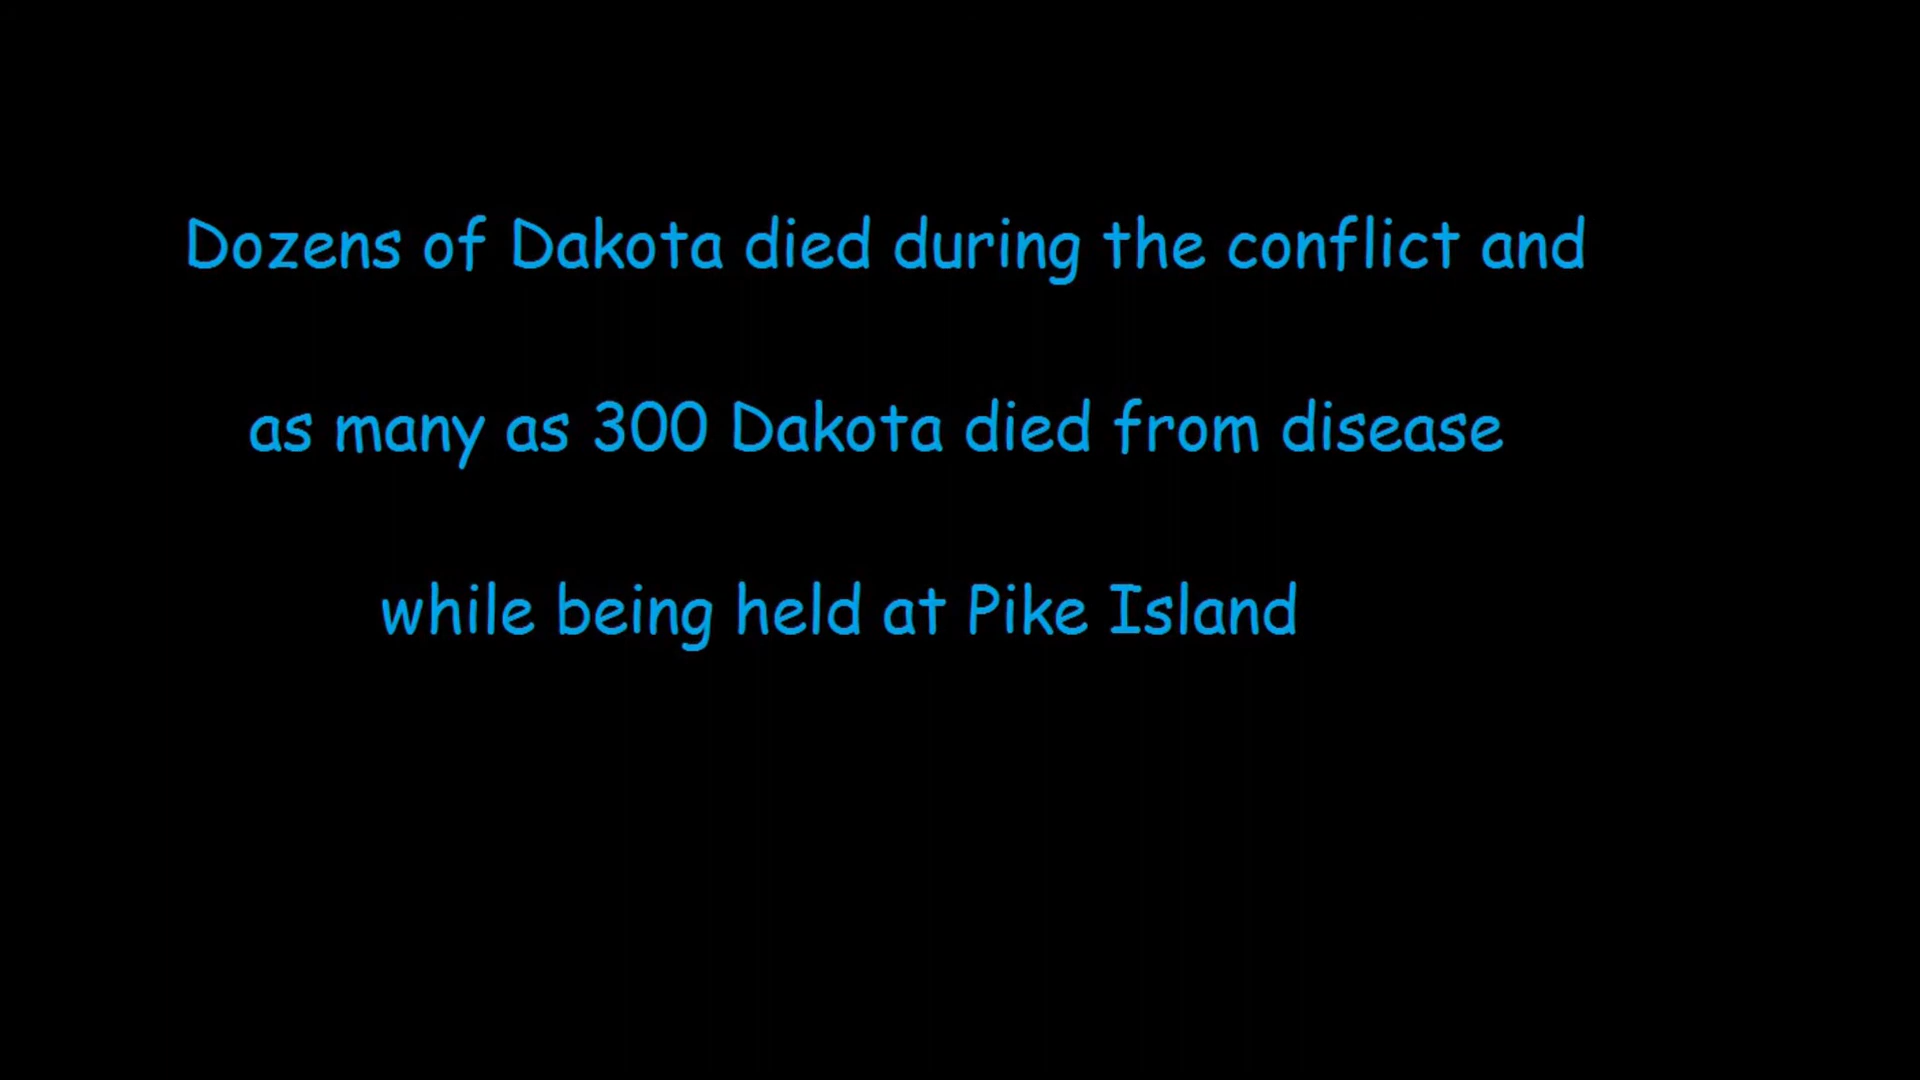 Dozens of Dakota died during the conflict and
as many as 300 Dakota died from disease
while being held at Pike Island